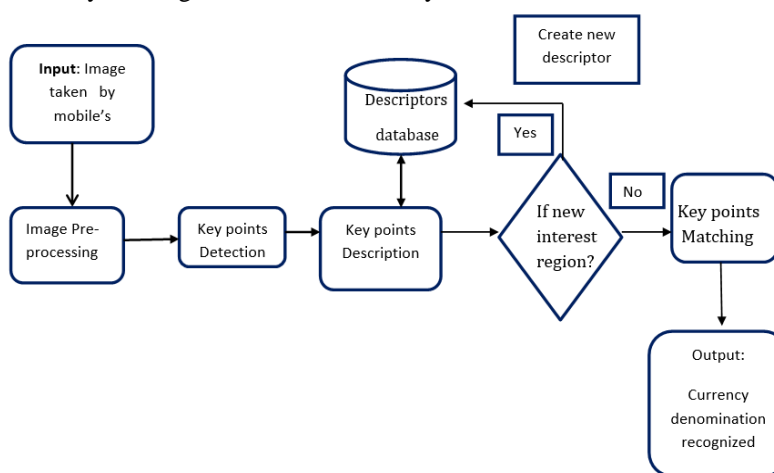 Input: Image
taken by
mobile's
Create new
descriptor
Descriptors
database
Yes
No
Image Pre-
processing
Key points
Detection
Key points
Description
If new
interest
region?
Key points
Matching
Output:
Currency
denomination
recognized